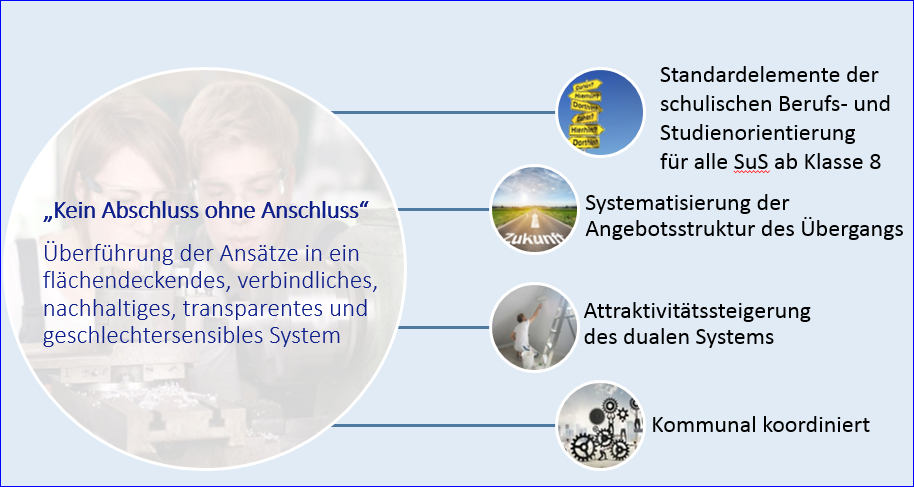 „Kein Abschluss ohne Anschluss“
Überführung der Ansätze in ein
flächendeckendes, verbindliches,
nachhaltiges, transparentes und
geschlechtersensibles System
Standardelemente der
schulischen Berufs- und
Studienorientierung
für alle SuS ab Klasse 8
Systematisierung der
Angebotsstruktur des Übergangs
Zukunft
Attraktivitätssteigerung
des dualen Systems
Kommunal koordiniert